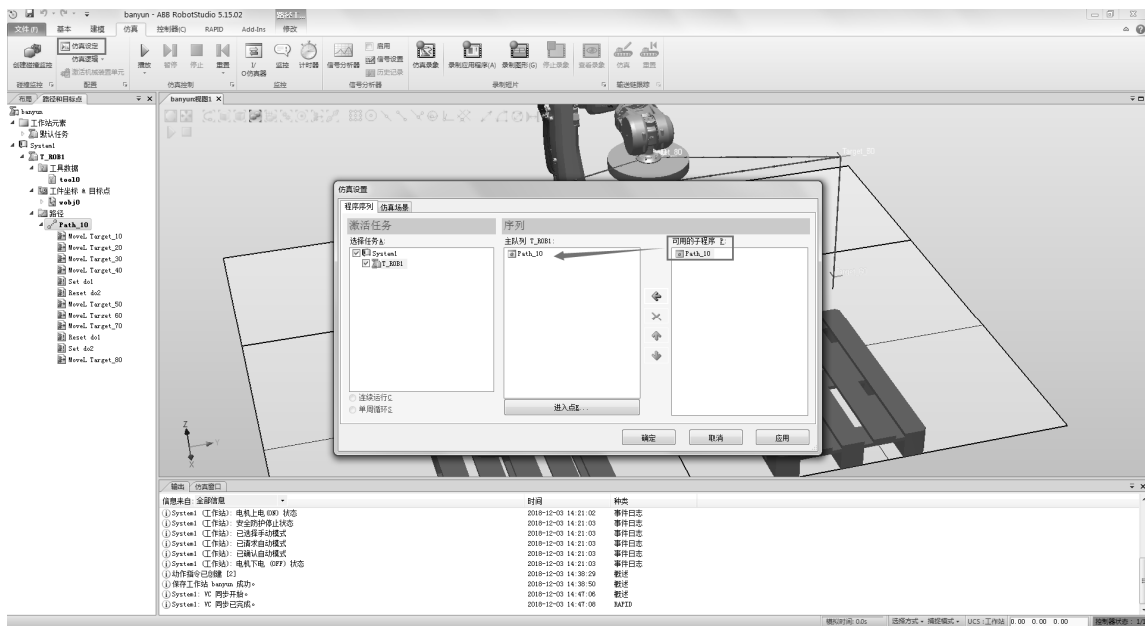 banyun - ABB RobotStudio 5.15.02
文件(F) 基本 建模 仿真 控制器(C) RAPID Add-Ins 修改
创建碰撞监控 仿真设定 播放 暂停 停止 重置 I/O仿真器 监控 计时器 信号分析器 启用 仿真录象 录制应用程序(A) 录制图形(G) 停止录象 查看录象 仿真 重置
仿真逻辑 信号设置
激活机械装置单元 历史记录
碰撞监控 配置 仿真控制 监控 信号分析器 录制短片 输送链跟踪
布局 路径和目标点 banyun视图1
banyun
工作站元素
默认任务
System1
T_ROB1
工具数据
tool0
工件坐标 & 目标点
wobj0
路径
Path_10
MoveL Target_10
MoveL Target_20
MoveL Target_30
MoveL Target_40
Set do1
Reset do2
MoveL Target_50
MoveL Target 60
MoveL Target_70
Reset do1
Set do2
MoveL Target_80
Target_80
仿真设置
程序序列 仿真场景
激活任务 序列
选择任务A: 主队列 T_ROB1: 可用的子程序 P:
System1 Path_10 Path_10
T_ROB1
连续运行C
单周循环S
进入点E...
确定 取消 应用
Z
Y
X
输出 仿真窗口
信息来自: 全部信息 时间 种类
System1 (工作站): 电机上电(ON) 状态 2018-12-03 14:21:02 事件日志
System1 (工作站): 安全防护停止状态 2018-12-03 14:21:03 事件日志
System1 (工作站): 已选择手动模式 2018-12-03 14:21:03 事件日志
System1 (工作站): 已请求自动模式 2018-12-03 14:21:03 事件日志
System1 (工作站): 已确认自动模式 2018-12-03 14:21:03 事件日志
System1 (工作站): 电机下电 (OFF) 状态 2018-12-03 14:21:03 事件日志
动作指令已创建 [2] 2018-12-03 14:38:29 概述
保存工作站 banyun 成功。 2018-12-03 14:38:50 概述
System1: VC 同步开始。 2018-12-03 14:47:06 概述
System1: VC 同步已完成。 2018-12-03 14:47:08 RAPID
模拟时间: 0.0s 选择方式 捕捉模式 UCS :工作站 0.00 0.00 0.00 控制器状态: 1/